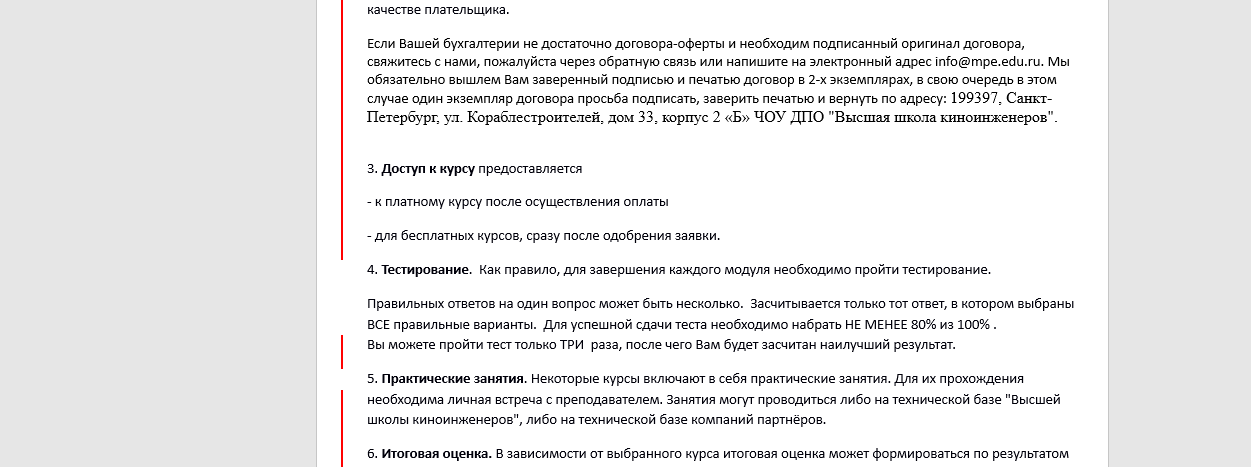 качестве плательщика.
Если Вашей бухгалтерии не достаточно договора-оферты и необходим подписанный оригинал договора,
свяжитесь с нами, пожалуйста через обратную связь или напишите на электронный адрес info@mpe.edu.ru. Мы
обязательно вышлем Вам заверенный подписью и печатью договор в 2-х экземплярах, в свою очередь в этом
случае один экземпляр договора просьба подписать, заверить печатью и вернуть по адресу: 199397, Санкт-
Петербург, ул. Кораблестроителей, дом 33, корпус 2 «Б» ЧОУ ДПО "Высшая школа киноинженеров".
3. Доступ к курсу предоставляется
- к платному курсу после осуществления оплаты
- для бесплатных курсов, сразу после одобрения заявки.
4. Тестирование.  Как правило, для завершения каждого модуля необходимо пройти тестирование.
Правильных ответов на один вопрос может быть несколько.  Засчитывается только тот ответ, в котором выбраны
ВСЕ правильные варианты.  Для успешной сдачи теста необходимо набрать НЕ МЕНЕЕ 80% из 100% .
Вы можете пройти тест только ТРИ  раза, после чего Вам будет засчитан наилучший результат.
5. Практические занятия. Некоторые курсы включают в себя практические занятия. Для их прохождения
необходима личная встреча с преподавателем. Занятия могут проводиться либо на технической базе "Высшей
школы киноинженеров", либо на технической базе компаний партнёров.
6. Итоговая оценка. В зависимости от выбранного курса итоговая оценка может формироваться по результатом